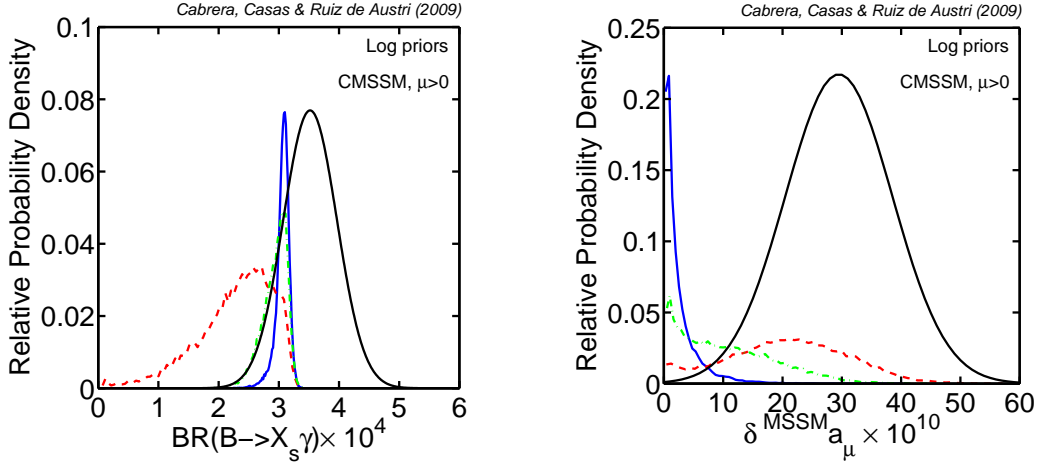 Cabrera, Casas & Ruiz de Austri (2009)
Log priors
CMSSM, μ>0
Relative Probability Density
0.1
0.08
0.06
0.04
0.02
0
0 1 2 3 4 5 6
BR(B−>X_s γ)× 10^4
Cabrera, Casas & Ruiz de Austri (2009)
Log priors
CMSSM, μ>0
Relative Probability Density
0.25
0.2
0.15
0.1
0.05
0
0 10 20 30 40 50 60
δ^MSSM a_μ × 10^10